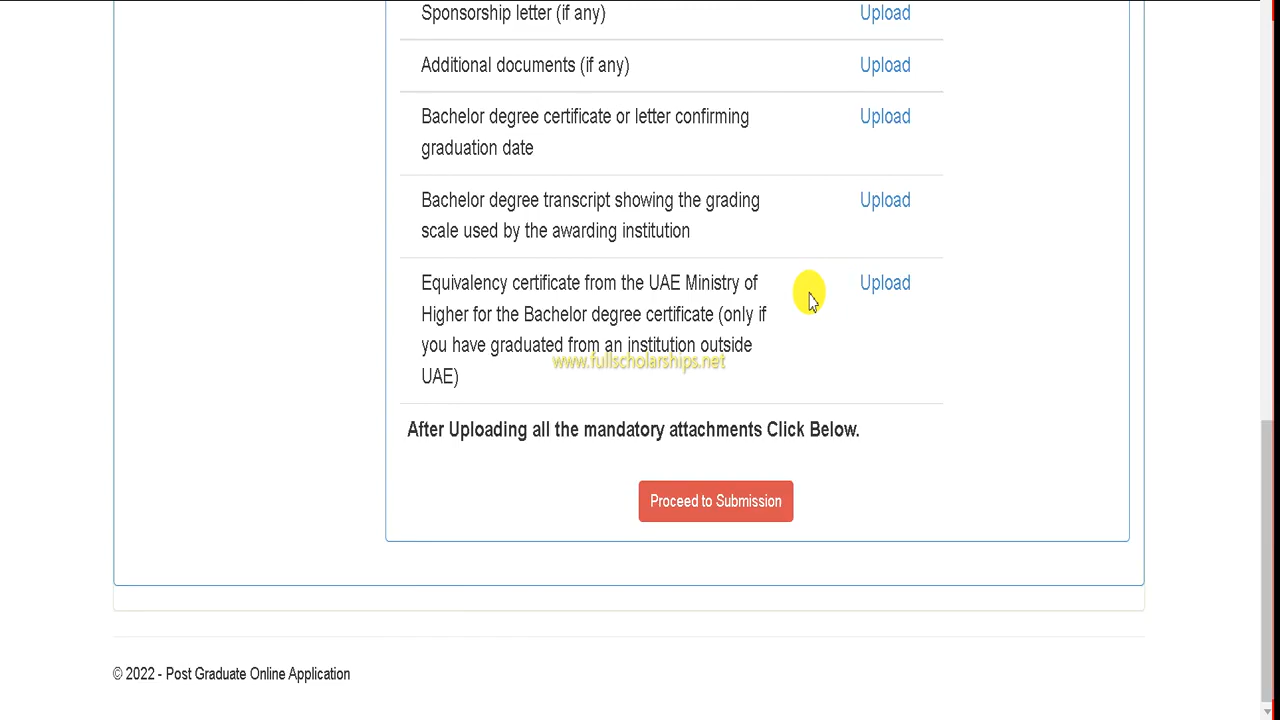 Sponsorship letter (if any) Upload
Additional documents (if any) Upload
Bachelor degree certificate or letter confirming Upload
graduation date
Bachelor degree transcript showing the grading Upload
scale used by the awarding institution
Equivalency certificate from the UAE Ministry of Upload
Higher for the Bachelor degree certificate (only if
you have graduated from an institution outside
www.fullscholarships.net
UAE)
After Uploading all the mandatory attachments Click Below.
Proceed to Submission
© 2022 - Post Graduate Online Application